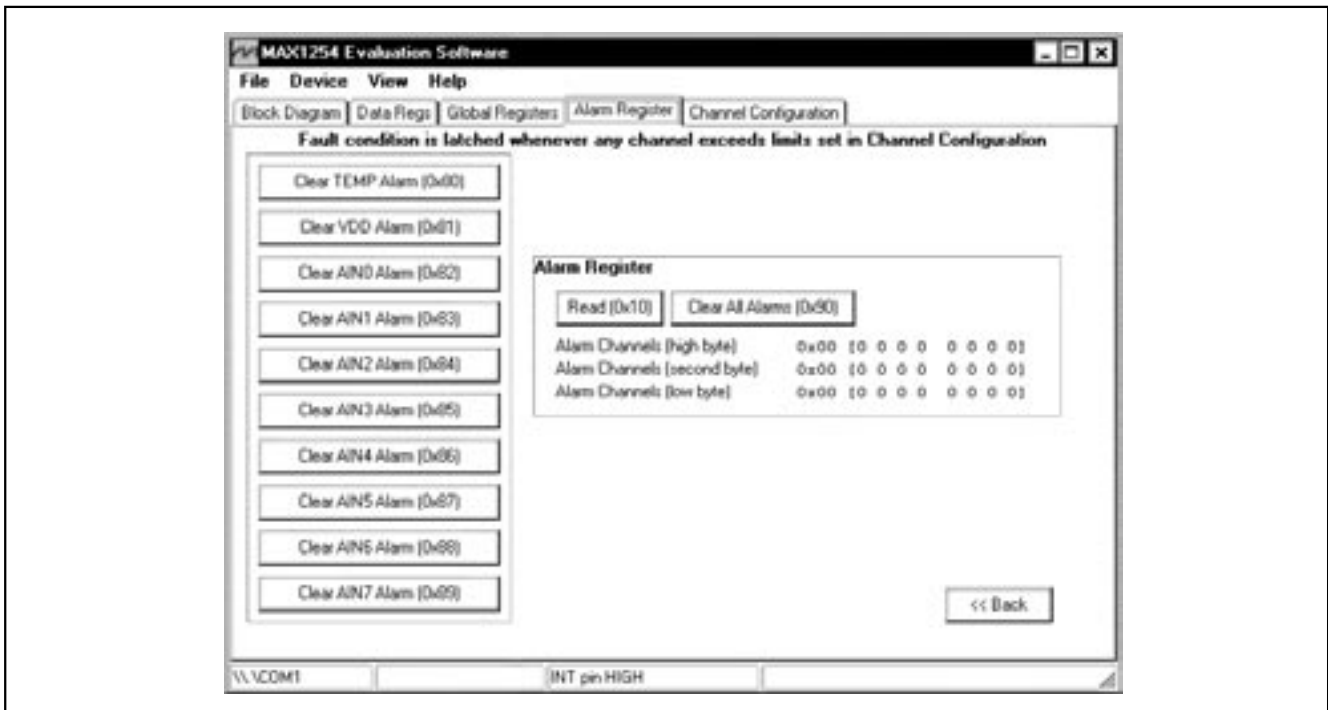 MAX1254 Evaluation Software
File Device View Help
Block Diagram Data Regs Global Registers Alarm Register Channel Configuration
Fault condition is latched whenever any channel exceeds limits set in Channel Configuration
Clear TEMP Alarm (0x80)
Clear VDD Alarm (0x81)
Clear AIN0 Alarm (0x82)
Clear AIN1 Alarm (0x83)
Clear AIN2 Alarm (0x84)
Clear AIN3 Alarm (0x85)
Clear AIN4 Alarm (0x86)
Clear AIN5 Alarm (0x87)
Clear AIN6 Alarm (0x88)
Clear AIN7 Alarm (0x89)
Alarm Register
Read (0x10) Clear All Alarms (0x90)
Alarm Channels (high byte) 0x00 [0 0 0 0 0 0 0 0]
Alarm Channels (second byte) 0x00 [0 0 0 0 0 0 0 0]
Alarm Channels (low byte) 0x00 [0 0 0 0 0 0 0 0]
<< Back
\\.\COM1 INT pin HIGH